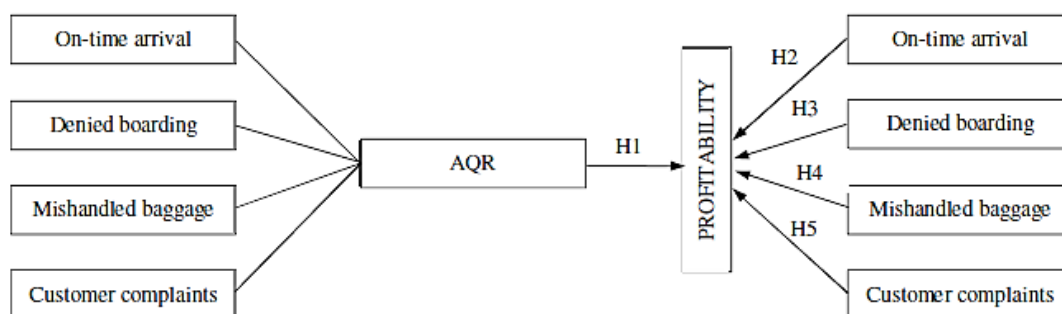 On-time arrival
Denied boarding
Mishandled baggage
Customer complaints
AQR
H1
PROFITABILITY
H2
H3
H4
H5
On-time arrival
Denied boarding
Mishandled baggage
Customer complaints